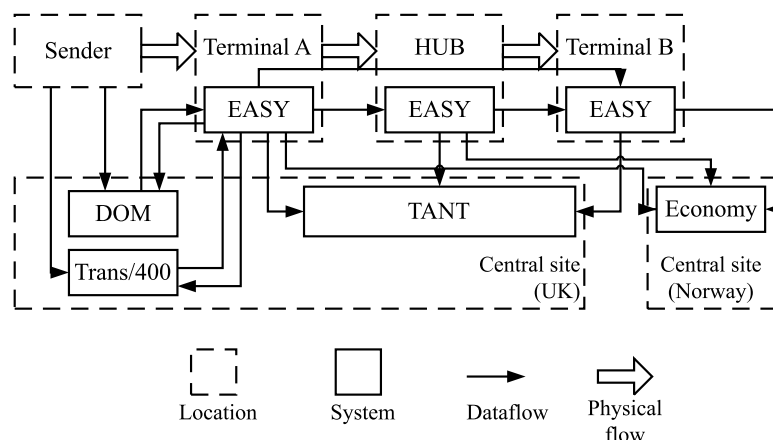 Sender
Terminal A
HUB
Terminal B
EASY
EASY
EASY
DOM
TANT
Economy
Trans/400
Central site
(UK)
Central site
(Norway)
Location
System
Dataflow
Physical
flow